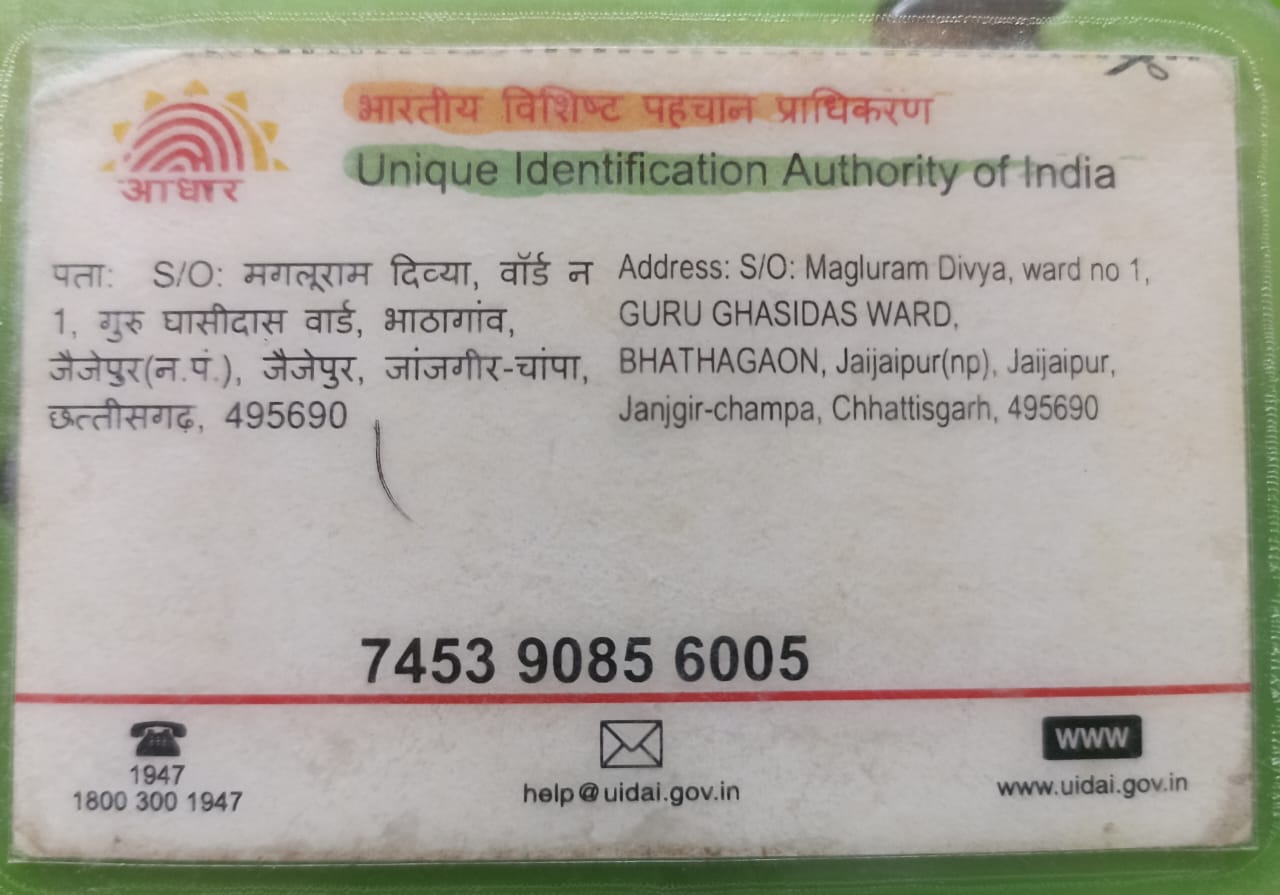 भारतीय विशिष्ट पहचान प्राधिकरण
Unique Identification Authority of India
आधार
पता: S/O: मगलूराम दिव्या, वॉर्ड न
1, गुरु घासीदास वार्ड, भाठागांव,
जैजेपुर(न.पं.), जैजेपुर, जांजगीर-चांपा,
छत्तीसगढ़, 495690
Address: S/O: Magluram Divya, ward no 1,
GURU GHASIDAS WARD,
BHATHAGAON, Jaijaipur(np), Jaijaipur,
Janjgir-champa, Chhattisgarh, 495690
7453 9085 6005
1947
1800 300 1947
help@uidai.gov.in
WWW
www.uidai.gov.in